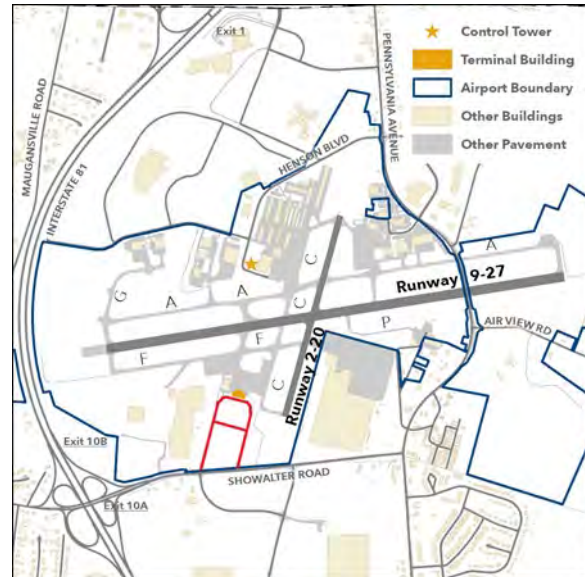 Exit 1
Control Tower
Terminal Building
Airport Boundary
Other Buildings
Other Pavement
PENNSYLVANIA AVENUE
MAUGANSVILLE ROAD
INTERSTATE 81
HENSON BLVD
A
C
G
A
A
C
C
Runway 9-27
P
AIR VIEW RD
F
F
C
Runway 2-20
Exit 10B
SHOWALTER ROAD
Exit 10A